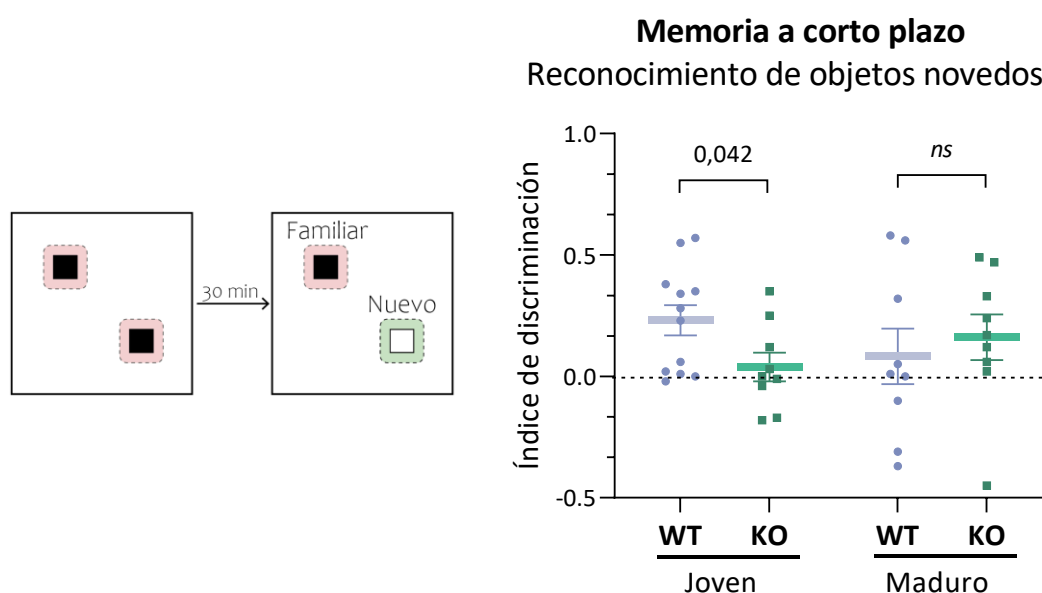 Memoria a corto plazo
Reconocimiento de objetos novedos
Familiar
30 min
Nuevo
Índice de discriminación
1.0
0.5
0.0
-0.5
0,042
ns
WT KO WT KO
Joven Maduro